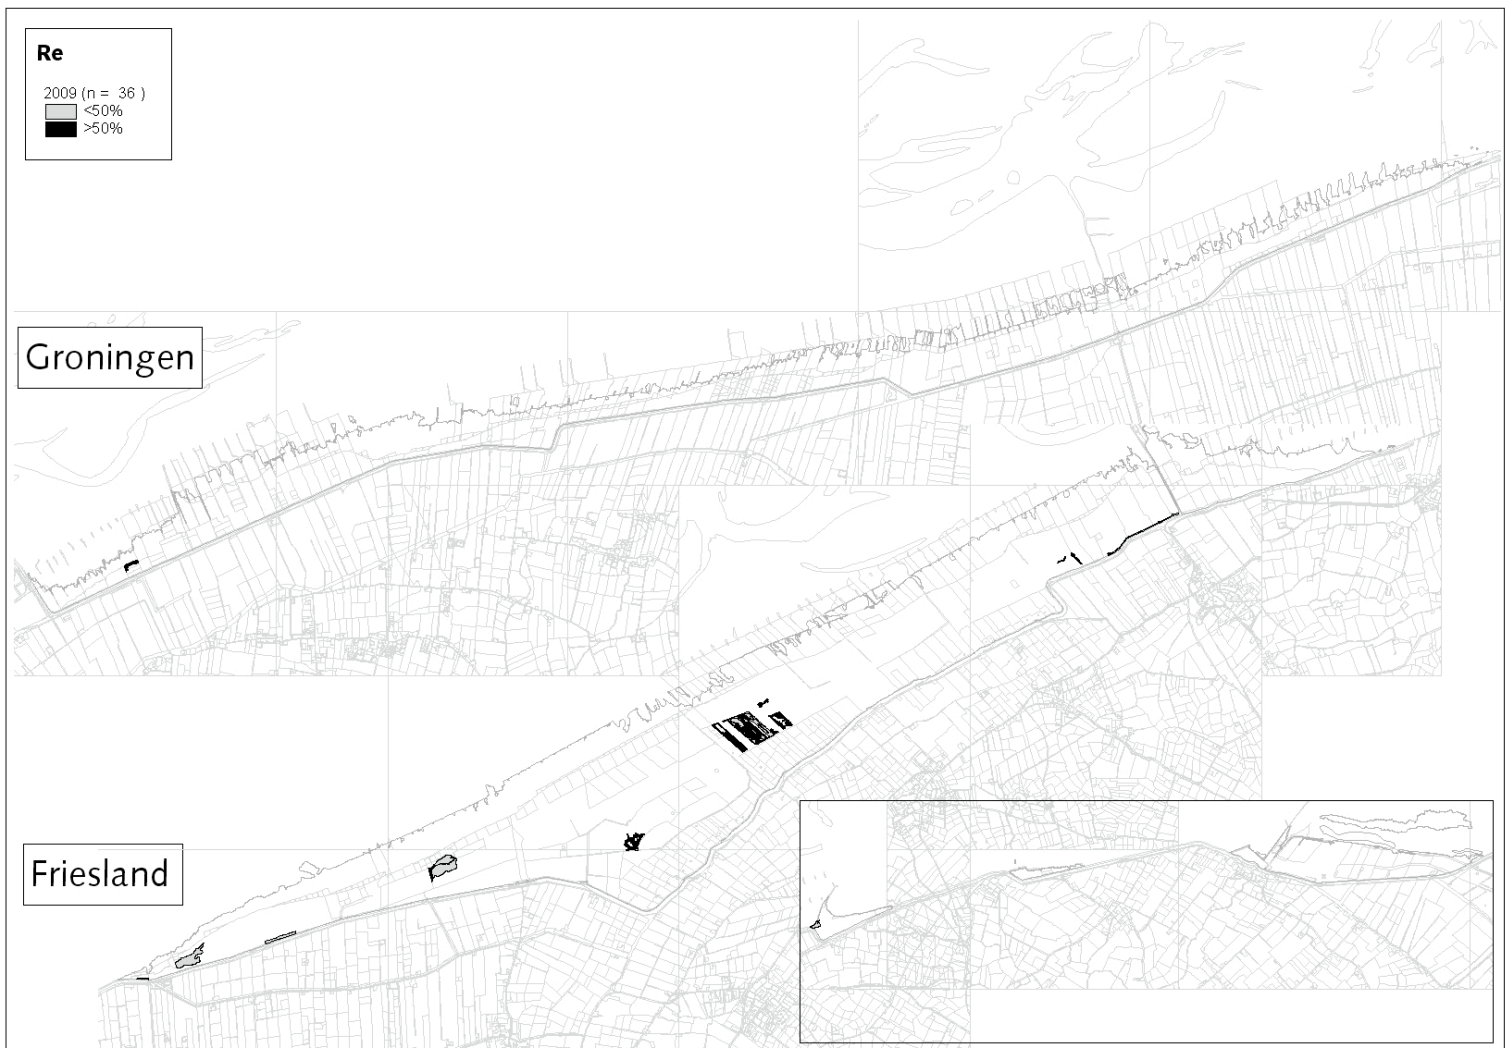 Re
2009 (n = 36 )
<50%
>50%
Groningen
Friesland